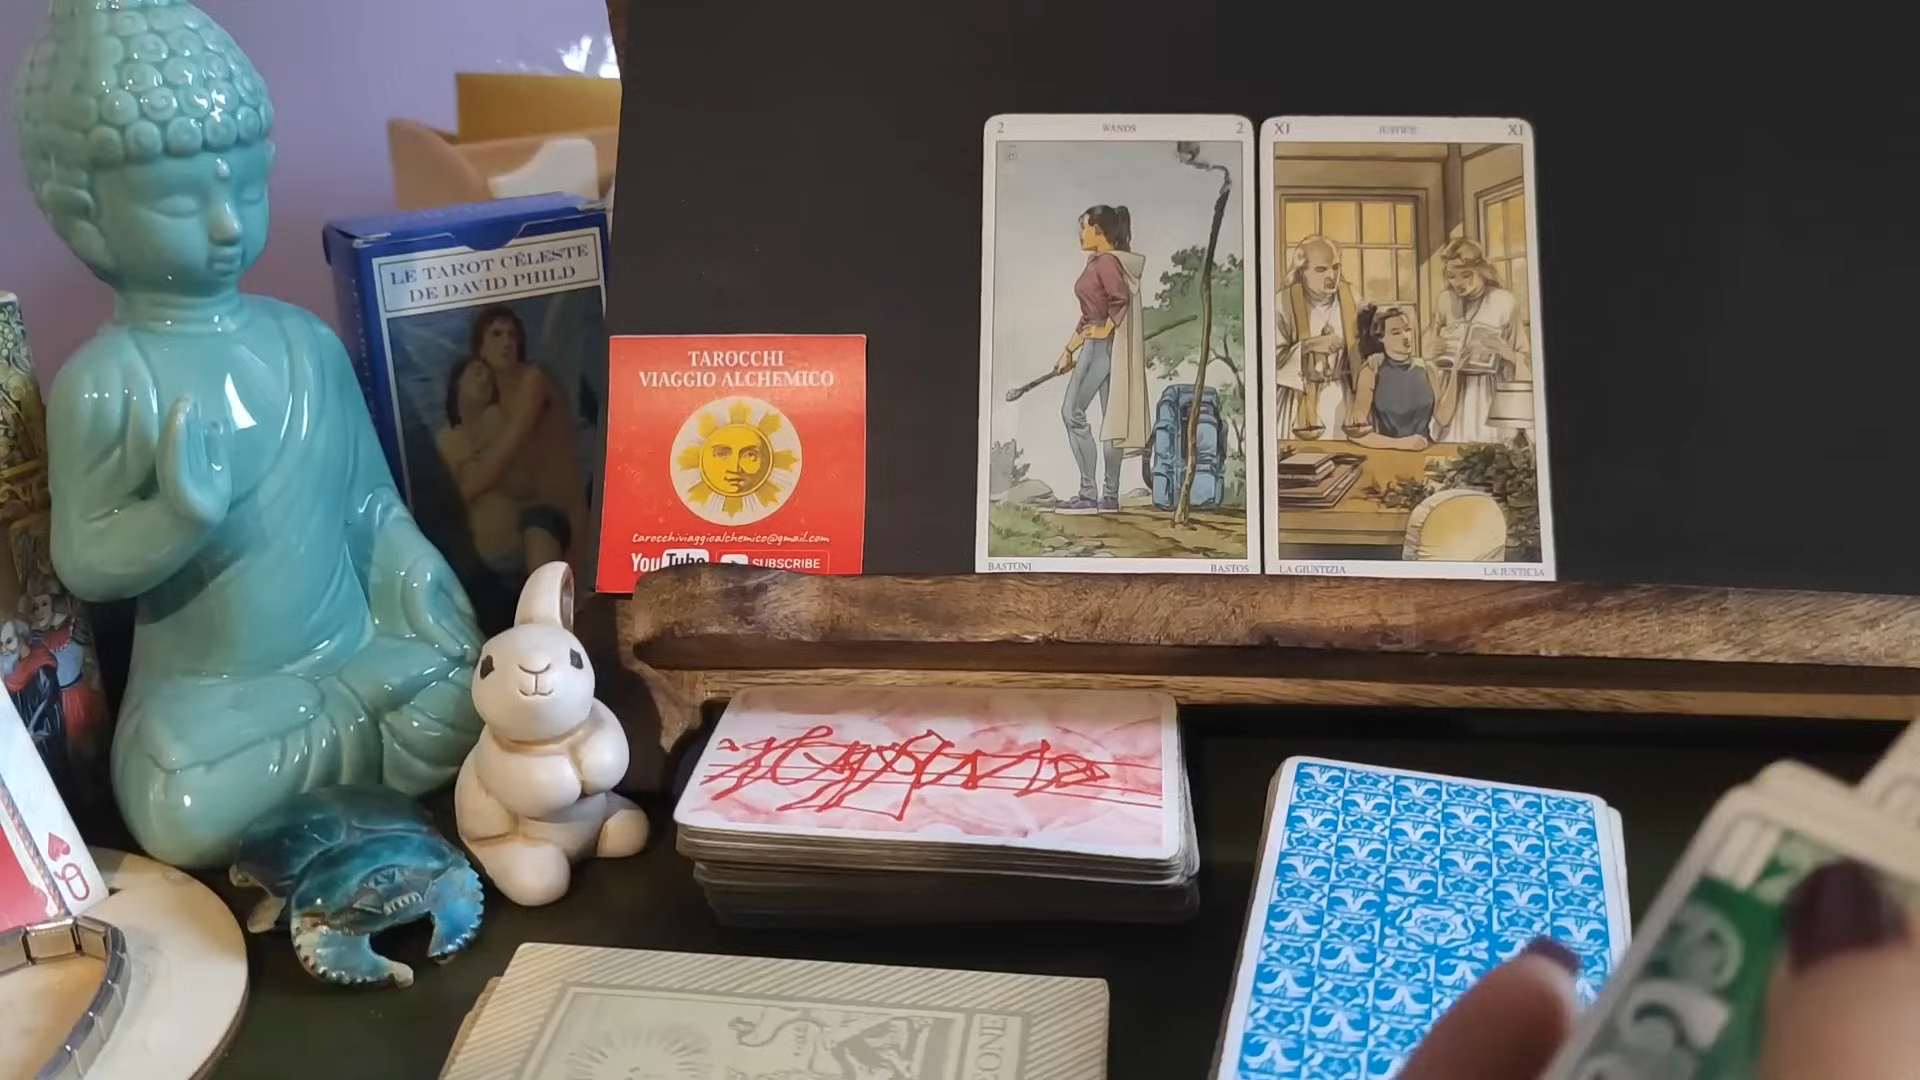 LE TAROT CÉLESTE
DE DAVID PHILD
TAROCCHI
VIAGGIO ALCHEMICO
tarocchiviaggioalchemico@gmail.com
YouTube SUBSCRIBE
2 WANDS 2
BASTONI BASTOS
XI JUSTICE XI
LA GIUSTIZIA LA JUSTICIA
Q